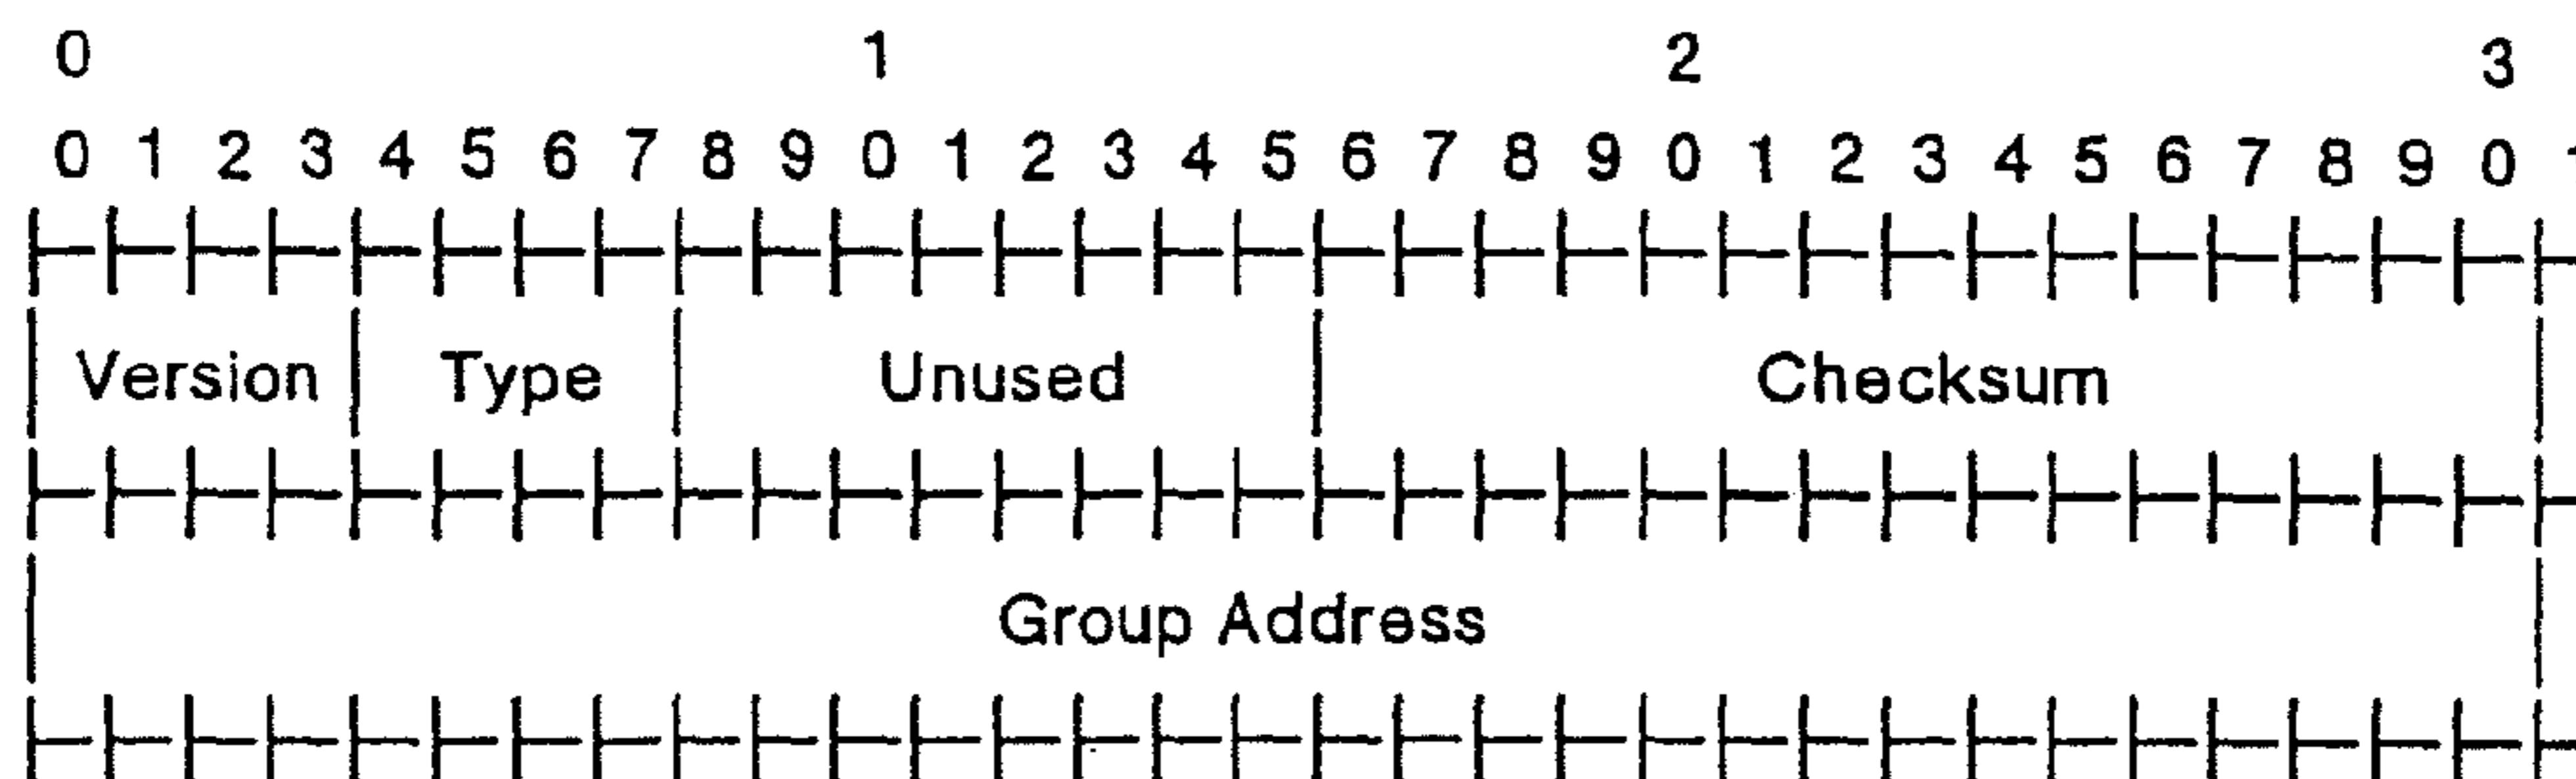 0 1 2 3
0 1 2 3 4 5 6 7 8 9 0 1 2 3 4 5 6 7 8 9 0 1 2 3 4 5 6 7 8 9 0
Version Type Unused Checksum
Group Address